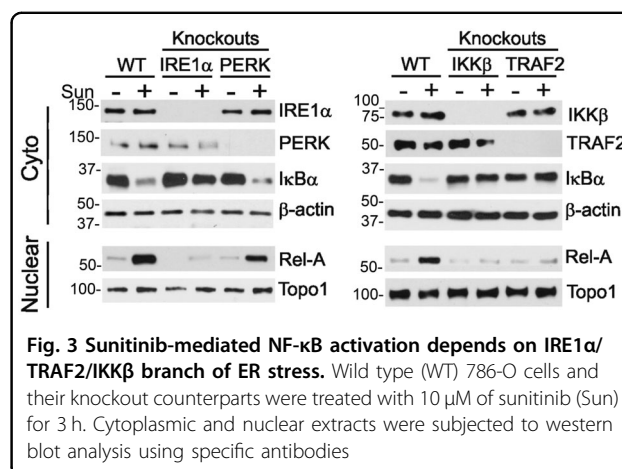 Knockouts
WT IRE1α PERK
Sun - + - + - +
150- IRE1α
150- PERK
37- IκBα
50- β-actin
37-
Cyto
50- Rel-A
100- Topo1
Nuclear
Knockouts
WT IKKβ TRAF2
- + - + - +
100- IKKβ
75-
50- TRAF2
37- IκBα
50- β-actin
37-
50- Rel-A
100- Topo1
Fig. 3 Sunitinib-mediated NF-κB activation depends on IRE1α/
TRAF2/IKKβ branch of ER stress. Wild type (WT) 786-O cells and
their knockout counterparts were treated with 10 μM of sunitinib (Sun)
for 3 h. Cytoplasmic and nuclear extracts were subjected to western
blot analysis using specific antibodies